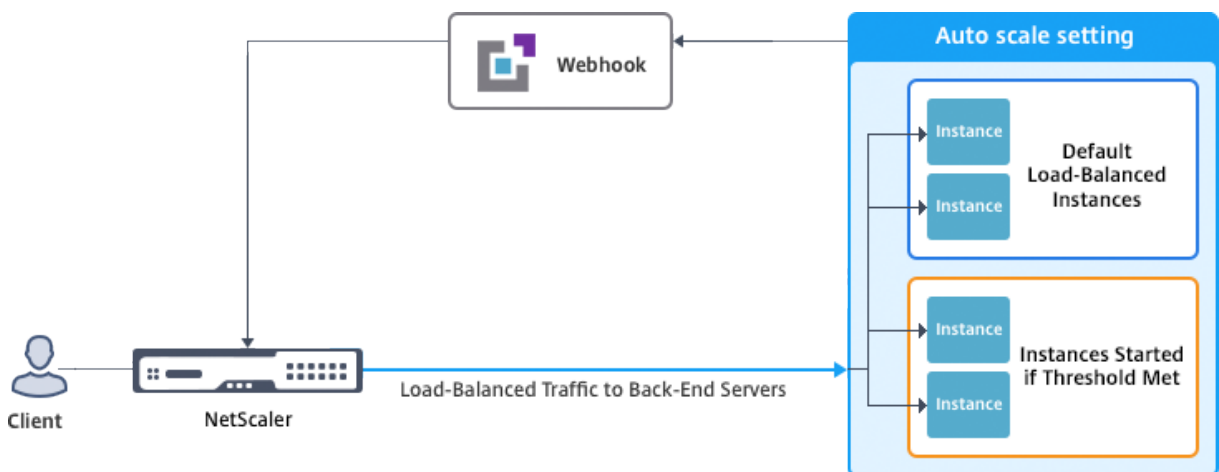 Auto scale setting
Webhook
Instance
Instance
Default
Load-Balanced
Instances
Instance
Instance
Instances Started
if Threshold Met
Load-Balanced Traffic to Back-End Servers
Client
NetScaler